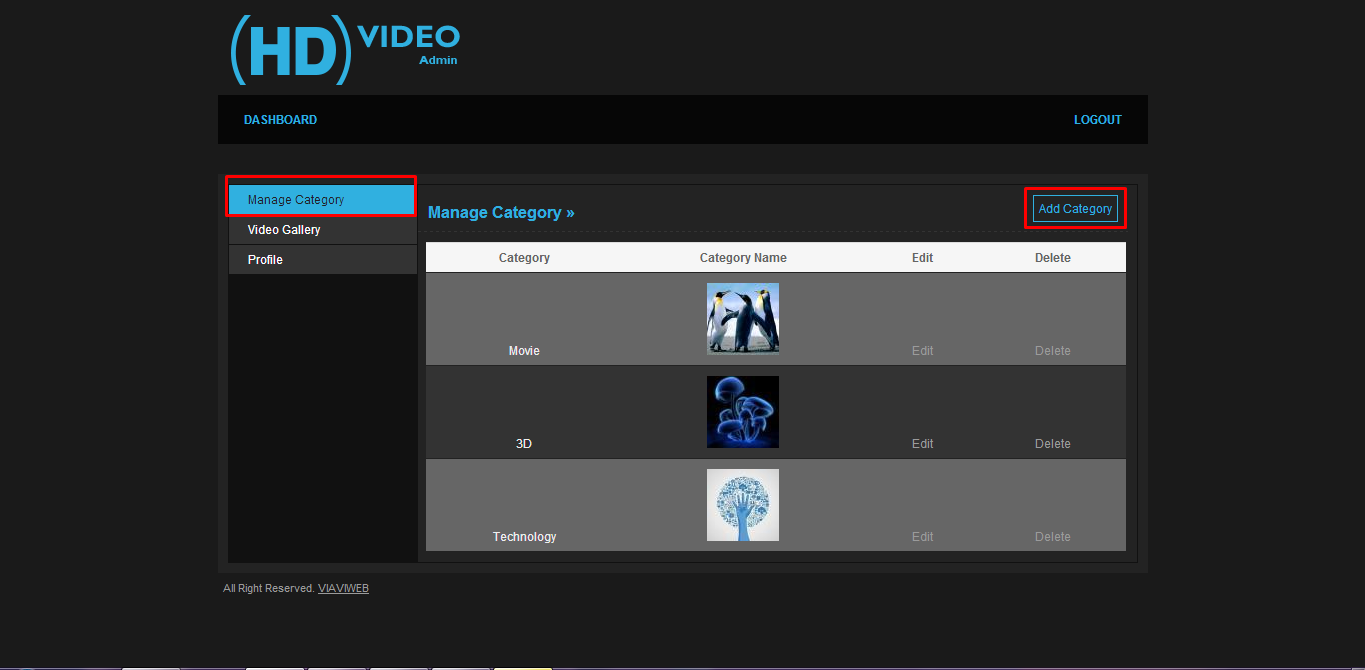 (HD) VIDEO
Admin
DASHBOARD LOGOUT
Manage Category
Video Gallery
Profile
Manage Category »
Add Category
Category Category Name Edit Delete
Movie Edit Delete
3D Edit Delete
Technology Edit Delete
All Right Reserved. VIAVIWEB